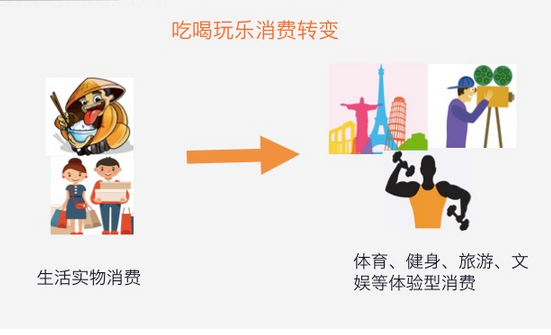 吃喝玩乐消费转变
生活实物消费
体育、健身、旅游、文
娱等体验型消费